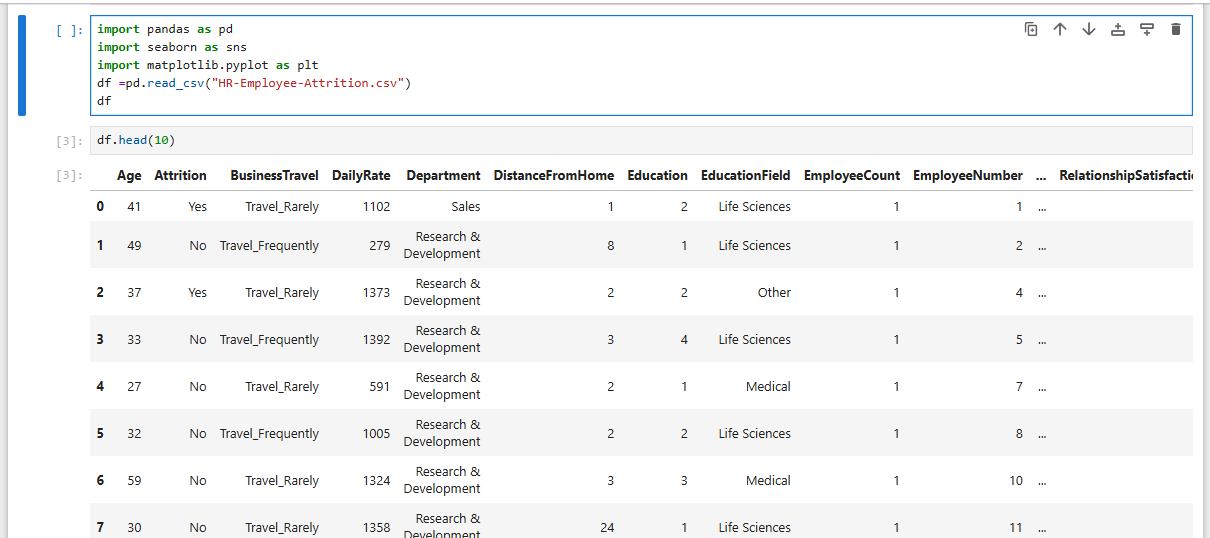 [ ]:
import pandas as pd
import seaborn as sns
import matplotlib.pyplot as plt
df =pd.read_csv("HR-Employee-Attrition.csv")
df
[3]: df.head(10)
[3]: Age Attrition BusinessTravel DailyRate Department DistanceFromHome Education EducationField EmployeeCount EmployeeNumber ... RelationshipSatisfactio
0 41 Yes Travel_Rarely 1102 Sales 1 2 Life Sciences 1 1 ...
1 49 No Travel_Frequently 279 Research & Development 8 1 Life Sciences 1 2 ...
2 37 Yes Travel_Rarely 1373 Research & Development 2 2 Other 1 4 ...
3 33 No Travel_Frequently 1392 Research & Development 3 4 Life Sciences 1 5 ...
4 27 No Travel_Rarely 591 Research & Development 2 1 Medical 1 7 ...
5 32 No Travel_Frequently 1005 Research & Development 2 2 Life Sciences 1 8 ...
6 59 No Travel_Rarely 1324 Research & Development 3 3 Medical 1 10 ...
7 30 No Travel_Rarely 1358 Research & Development 24 1 Life Sciences 1 11 ...